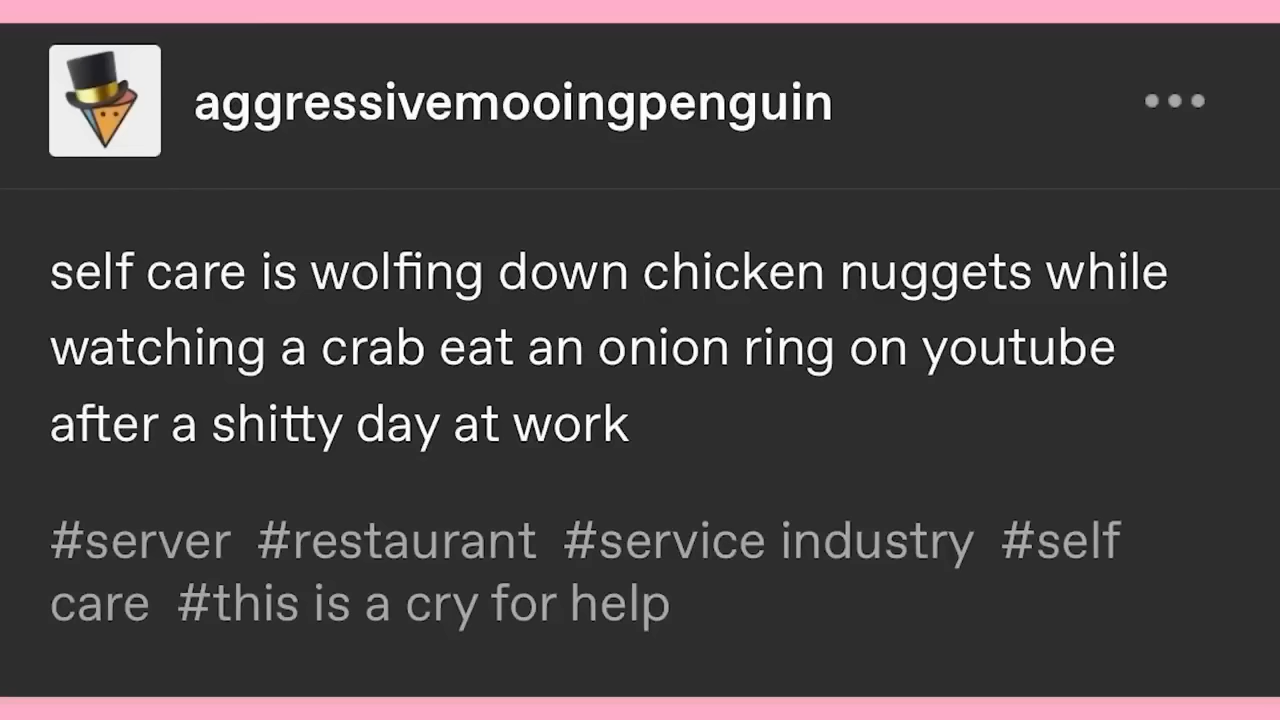 aggressivemooingpenguin
self care is wolfing down chicken nuggets while
watching a crab eat an onion ring on youtube
after a shitty day at work
#server #restaurant #service industry #self
care #this is a cry for help